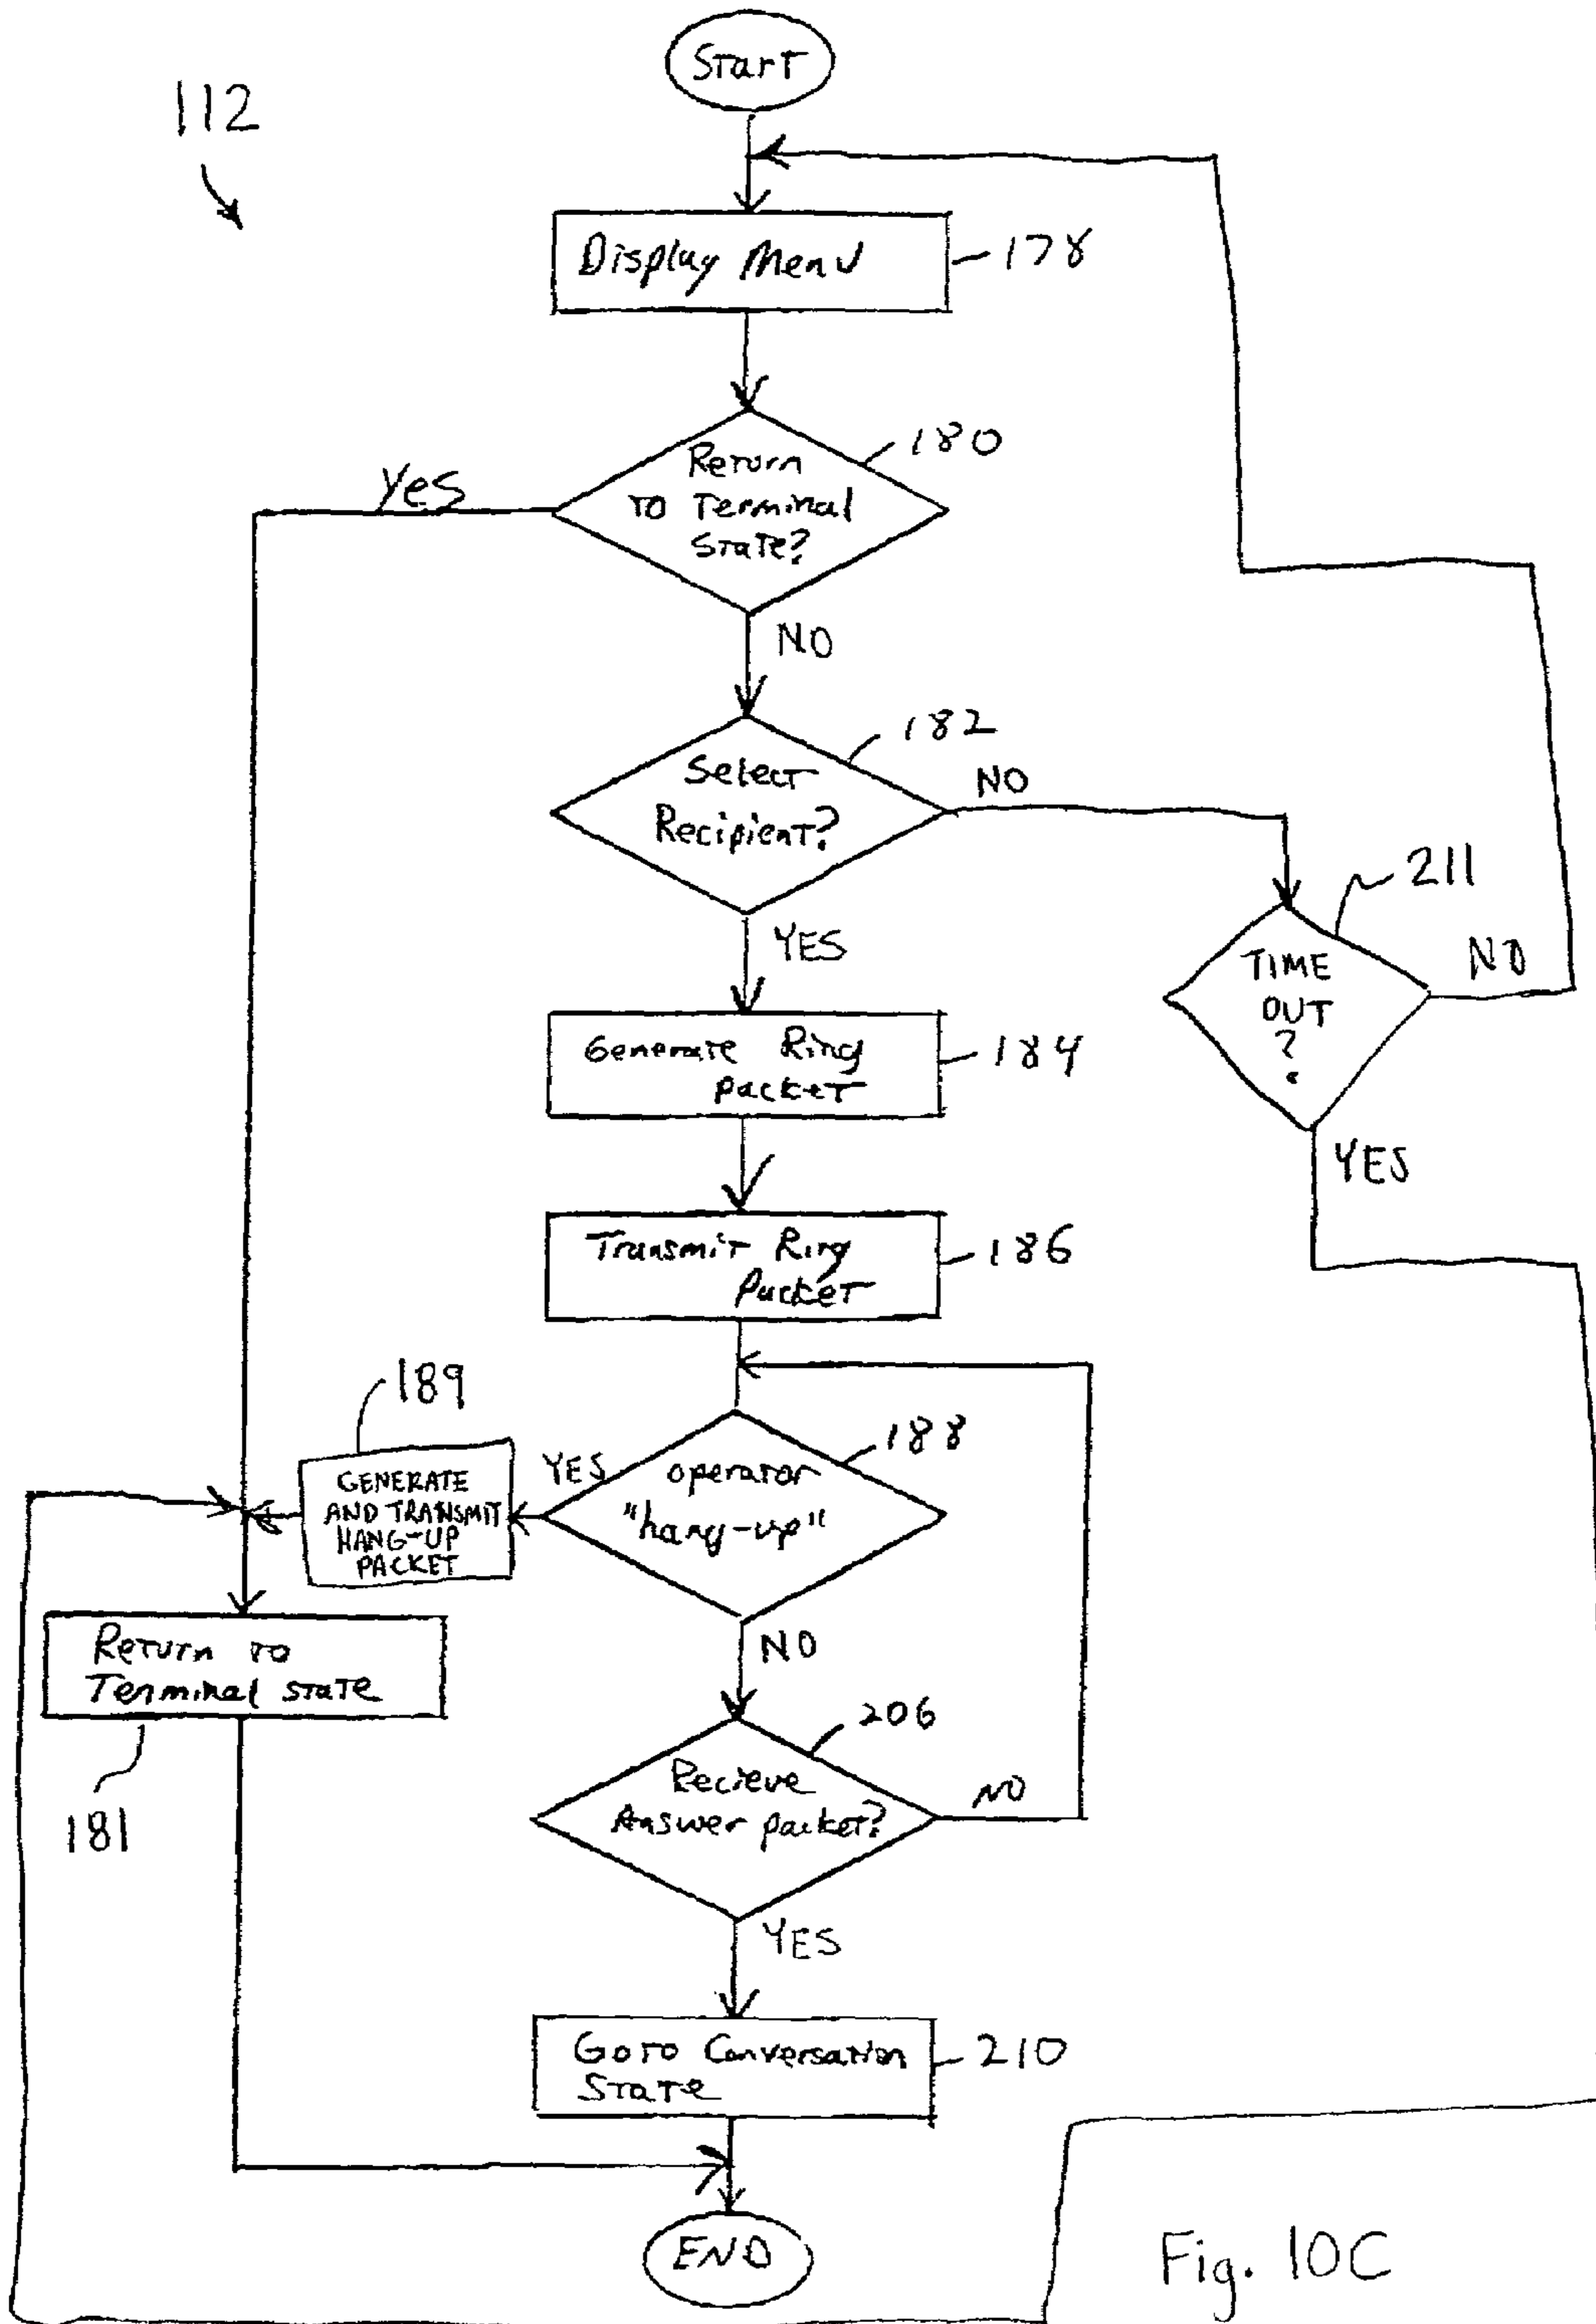 Start
112
Display Menu
178
180
Return
To Terminal
State?
Yes
NO
182
Select
Recipient?
NO
211
TIME
OUT
?
NO
YES
YES
Generate Ring
Packet
184
Transmit Ring
Packet
186
189
188
GENERATE
AND TRANSMIT
HANG-UP
PACKET
YES
operator
"hang-up"
NO
Return to
Terminal state
181
206
Recieve
Answer packet?
NO
YES
Goto Conversation
State
210
END
Fig. 10C